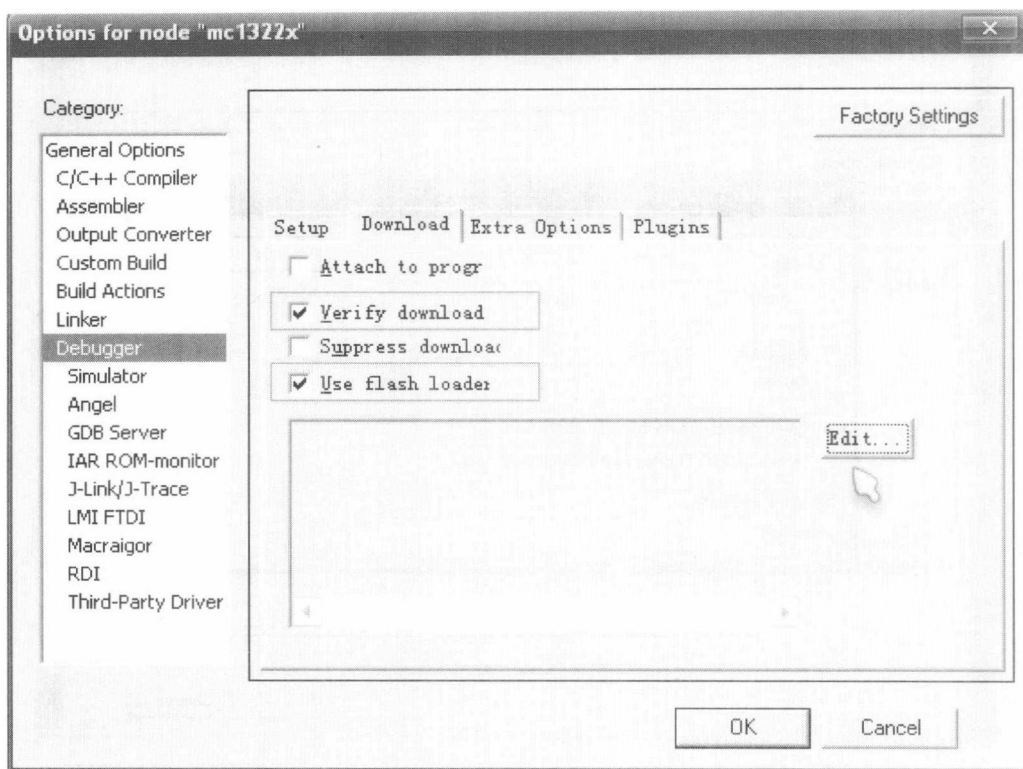 Options for node "mc1322x"
Category:
Factory Settings
General Options
C/C++ Compiler
Assembler
Output Converter
Custom Build
Build Actions
Linker
Debugger
Simulator
Angel
GDB Server
IAR ROM-monitor
J-Link/J-Trace
LMI FTDI
Macraigor
RDI
Third-Party Driver
Setup Download Extra Options Plugins
Attach to progr
Verify download
Suppress downloac
Use flash loader
Edit...
OK Cancel